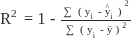 R² = 1 - ∑ ( yᵢ - ŷᵢ )² / ∑ ( yᵢ - ȳ )²